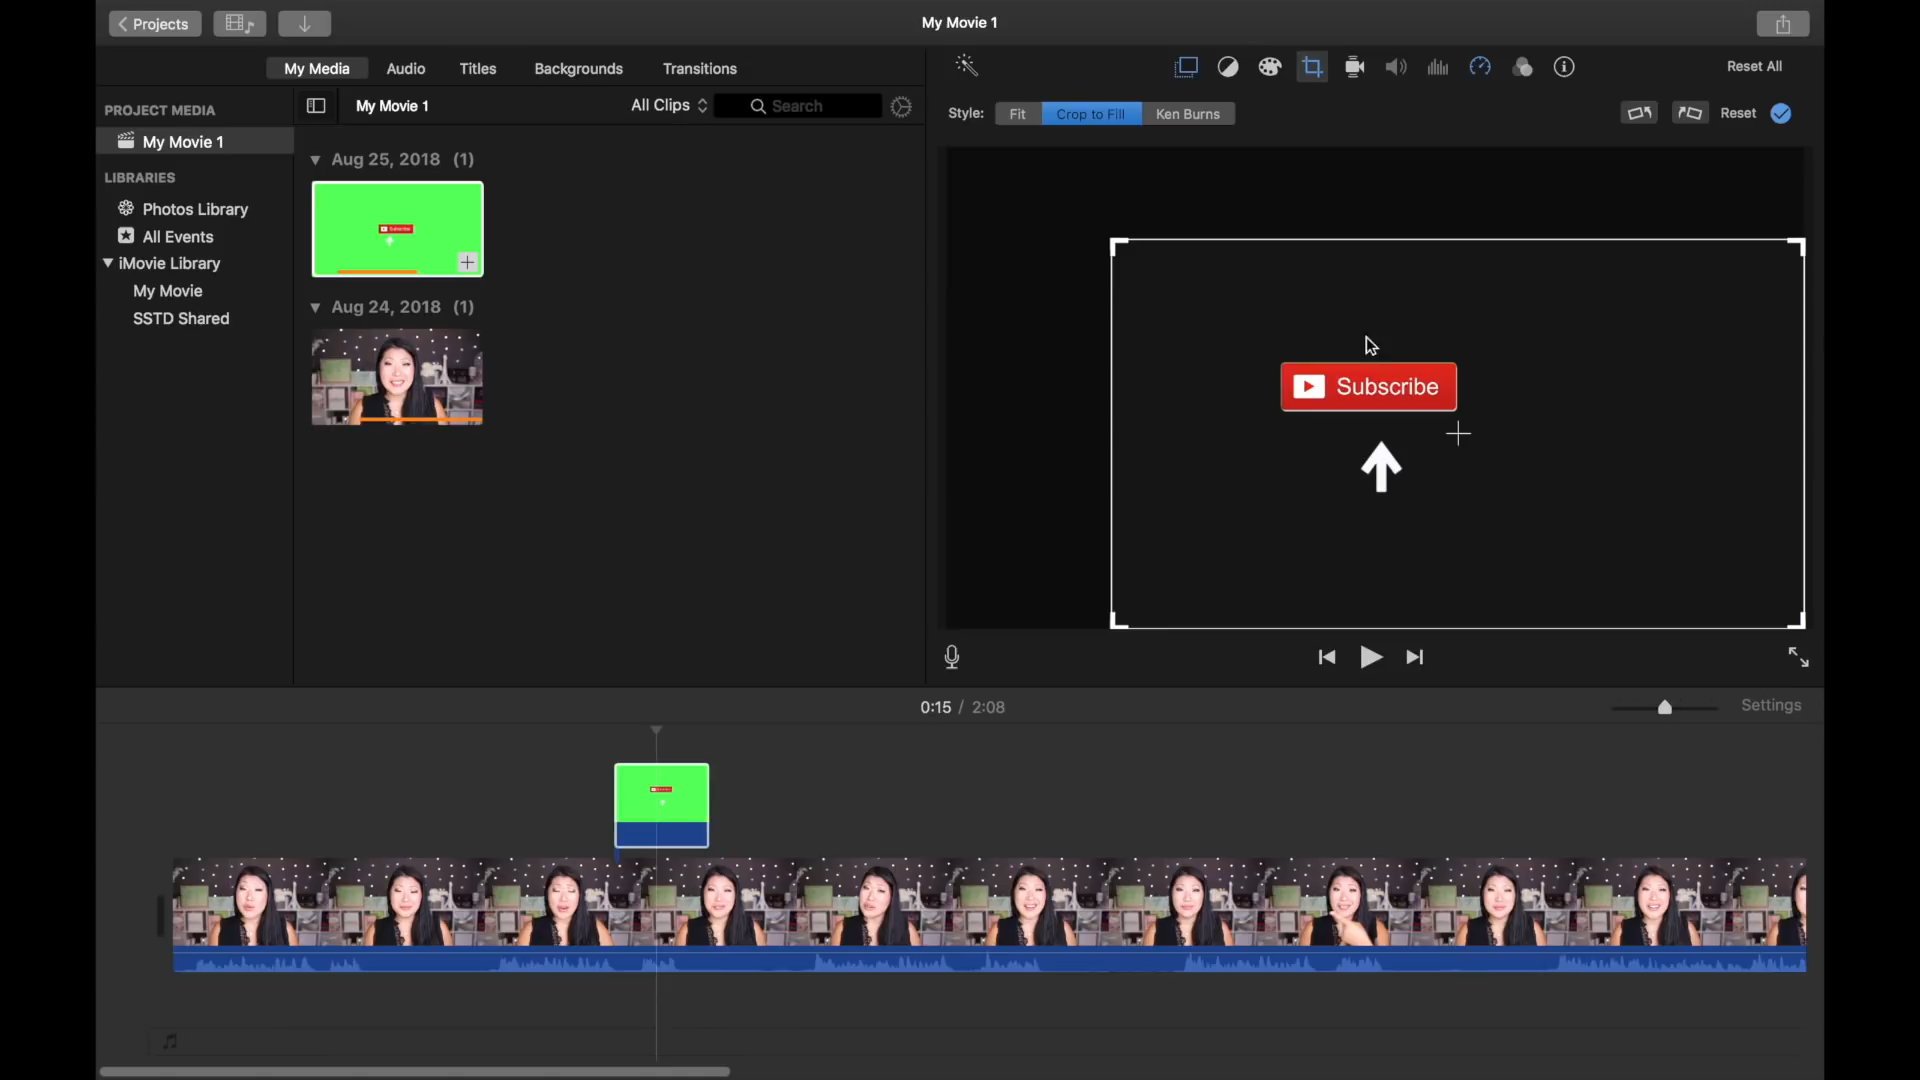 Projects
My Movie 1
My Media
Audio
Titles
Backgrounds
Transitions
Reset All
PROJECT MEDIA
My Movie 1
LIBRARIES
Photos Library
All Events
iMovie Library
My Movie
SSTD Shared
My Movie 1
All Clips
Search
Aug 25, 2018 (1)
Aug 24, 2018 (1)
Style:
Fit
Crop to Fill
Ken Burns
Reset
Subscribe
0:15 / 2:08
Settings